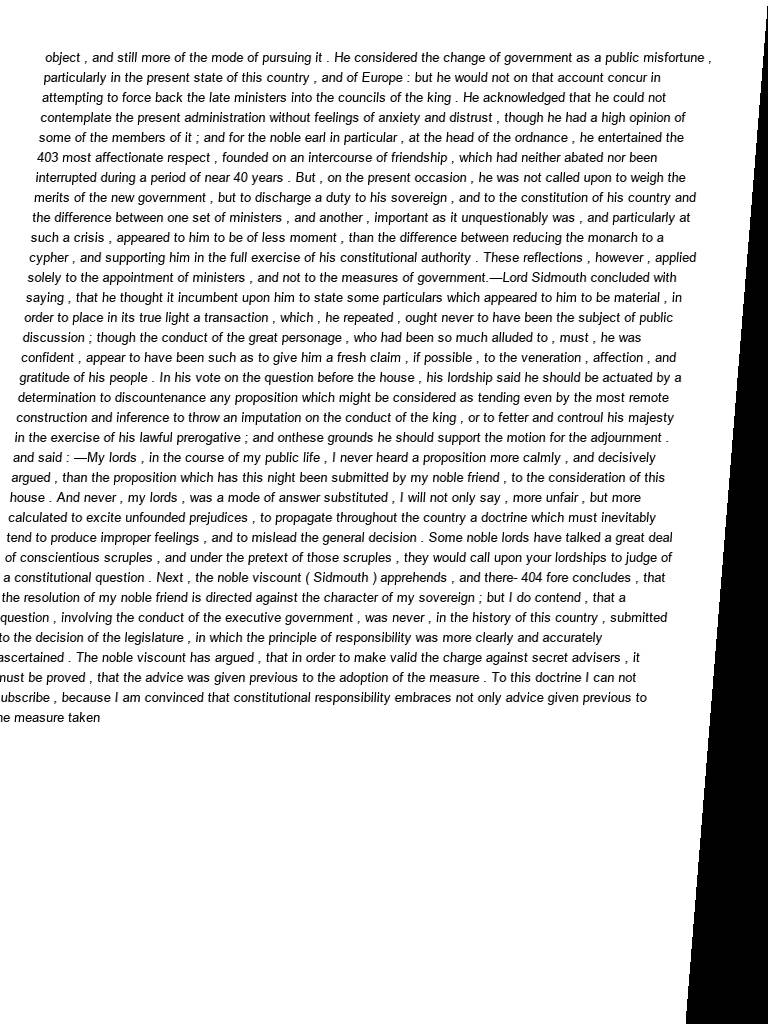 object , and still more of the mode of pursuing it . He considered the change of government as a public misfortune ,
particularly in the present state of this country , and of Europe : but he would not on that account concur in
attempting to force back the late ministers into the councils of the king . He acknowledged that he could not
contemplate the present administration without feelings of anxiety and distrust , though he had a high opinion of
some of the members of it ; and for the noble earl in particular , at the head of the ordnance , he entertained the
403 most affectionate respect , founded on an intercourse of friendship , which had neither abated nor been
interrupted during a period of near 40 years . But , on the present occasion , he was not called upon to weigh the
merits of the new government , but to discharge a duty to his sovereign , and to the constitution of his country and
the difference between one set of ministers , and another , important as it unquestionably was , and particularly at
such a crisis , appeared to him to be of less moment , than the difference between reducing the monarch to a
cypher , and supporting him in the full exercise of his constitutional authority . These reflections , however , applied
solely to the appointment of ministers , and not to the measures of government.—Lord Sidmouth concluded with
saying , that he thought it incumbent upon him to state some particulars which appeared to him to be material , in
order to place in its true light a transaction , which , he repeated , ought never to have been the subject of public
discussion ; though the conduct of the great personage , who had been so much alluded to , must , he was
confident , appear to have been such as to give him a fresh claim , if possible , to the veneration , affection , and
gratitude of his people . In his vote on the question before the house , his lordship said he should be actuated by a
determination to discountenance any proposition which might be considered as tending even by the most remote
construction and inference to throw an imputation on the conduct of the king , or to fetter and controul his majesty
in the exercise of his lawful prerogative ; and onthese grounds he should support the motion for the adjournment .
and said : —My lords , in the course of my public life , I never heard a proposition more calmly , and decisively
argued , than the proposition which has this night been submitted by my noble friend , to the consideration of this
house . And never , my lords , was a mode of answer substituted , I will not only say , more unfair , but more
calculated to excite unfounded prejudices , to propagate throughout the country a doctrine which must inevitably
tend to produce improper feelings , and to mislead the general decision . Some noble lords have talked a great deal
of conscientious scruples , and under the pretext of those scruples , they would call upon your lordships to judge of
a constitutional question . Next , the noble viscount ( Sidmouth ) apprehends , and there- 404 fore concludes , that
the resolution of my noble friend is directed against the character of my sovereign ; but I do contend , that a
question , involving the conduct of the executive government , was never , in the history of this country , submitted
to the decision of the legislature , in which the principle of responsibility was more clearly and accurately
ascertained . The noble viscount has argued , that in order to make valid the charge against secret advisers , it
must be proved , that the advice was given previous to the adoption of the measure . To this doctrine I can not
ubscribe , because I am convinced that constitutional responsibility embraces not only advice given previous to
he measure taken